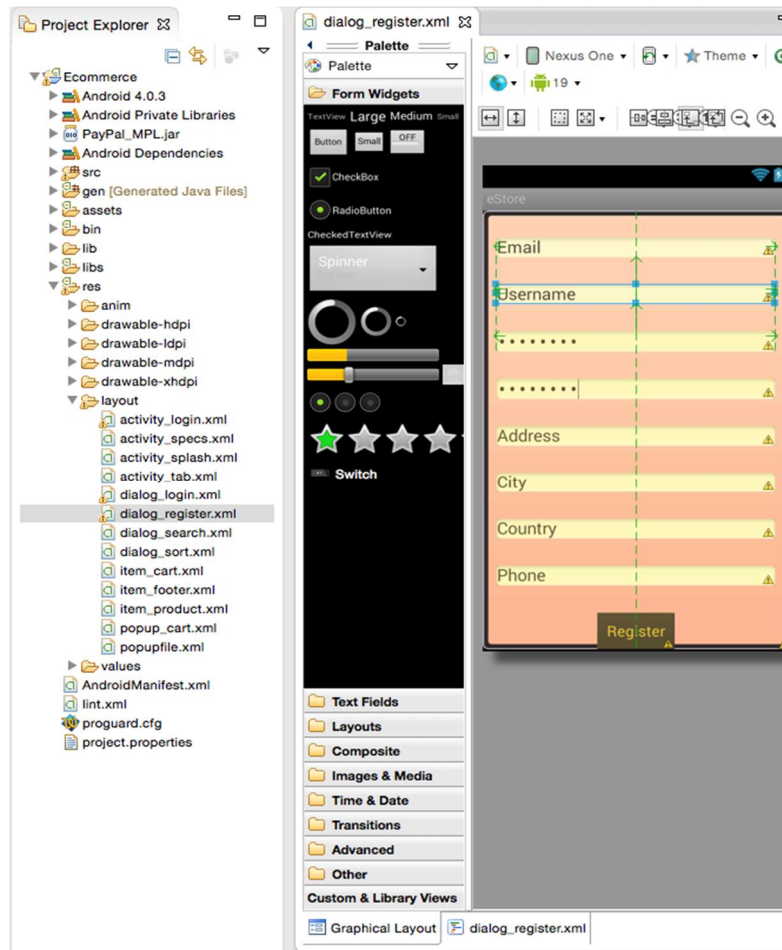 Project Explorer
Ecommerce
Android 4.0.3
Android Private Libraries
PayPal_MPL.jar
Android Dependencies
src
gen [Generated Java Files]
assets
bin
lib
libs
res
anim
drawable-hdpi
drawable-ldpi
drawable-mdpi
drawable-xhdpi
layout
activity_login.xml
activity_specs.xml
activity_splash.xml
activity_tab.xml
dialog_login.xml
dialog_register.xml
dialog_search.xml
dialog_sort.xml
item_cart.xml
item_footer.xml
item_product.xml
popup_cart.xml
popupfile.xml
values
AndroidManifest.xml
lint.xml
proguard.cfg
project.properties
dialog_register.xml
Palette
Palette
Form Widgets
TextView Large Medium Small
Button Small OFF
CheckBox
RadioButton
CheckedTextView
Spinner
Switch
Text Fields
Layouts
Composite
Images & Media
Time & Date
Transitions
Advanced
Other
Custom & Library Views
Graphical Layout dialog_register.xml
Nexus One Theme
19
eStore
Email
Username
Address
City
Country
Phone
Register